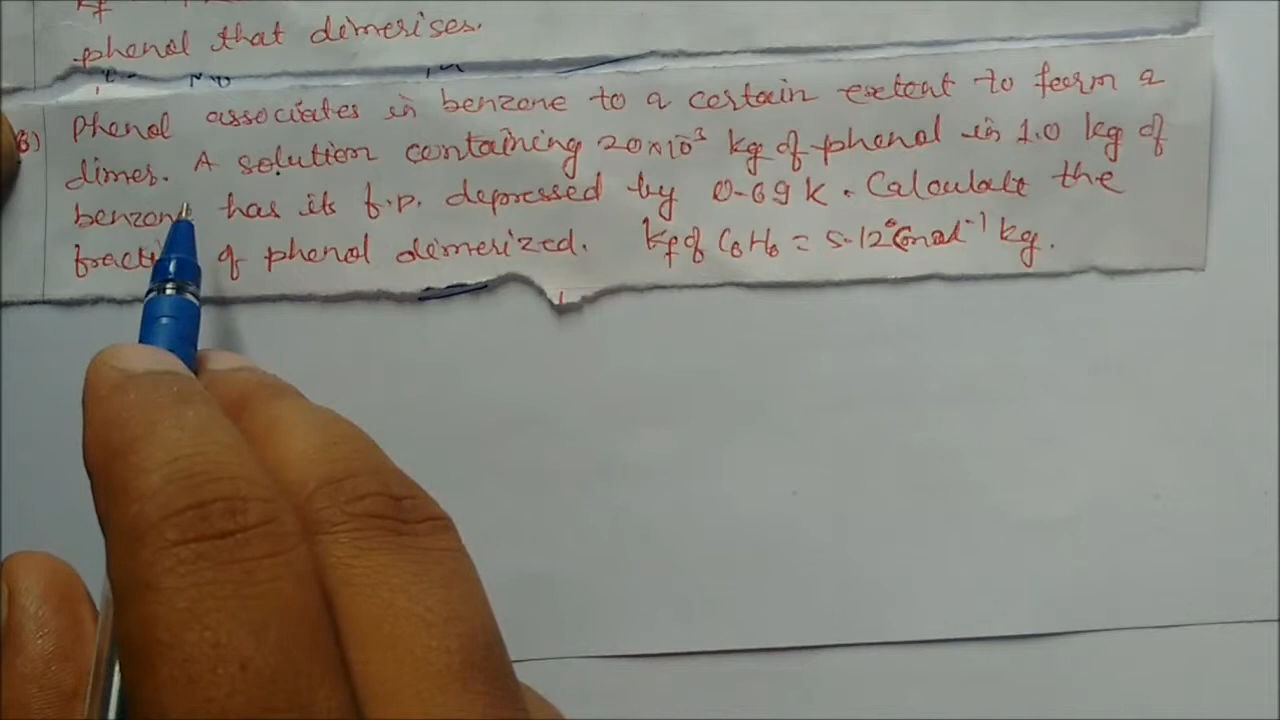 phenol that dimerises.
B) Phenol associates in benzene to a certain extent to form a
dimer. A solution containing 20×10⁻³ kg of phenol in 1.0 kg of
benzene has its f.p. depressed by 0.69 K. Calculate the
fraction of phenol dimerized. kf of C6H6 = 5.12°C mol⁻¹ kg.